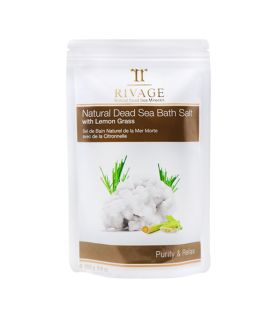 RIVAGE
Natural Dead Sea Minerals
Natural Dead Sea Bath Salt
with Lemon Grass
Sel de Bain Naturel de la Mer Morte
avec de la Citronnelle
Purity & Relax